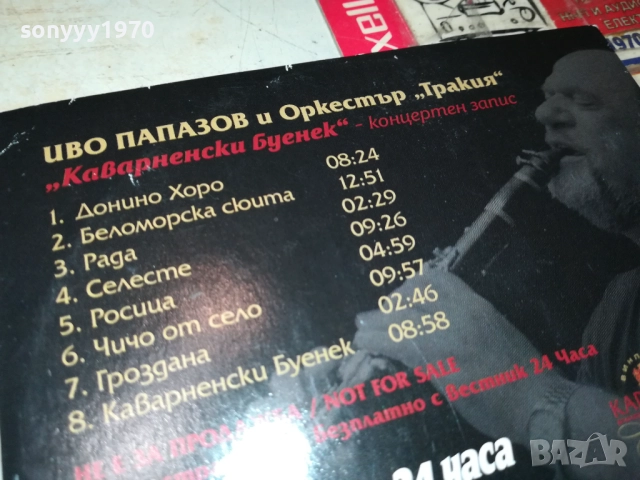 sonyyy1970
ИВО ПАПАЗОВ и Оркестър „Тракия“
„Каварненски Буенек“ - концертен запис
1. Донино Хоро 08:24
2. Беломорска сюита 12:51
3. Рада 02:29
4. Селесте 09:26
5. Росица 04:59
6. Чичо от село 09:57
7. Гроздана 02:46
8. Каварненски Буенек 08:58
НЕ Е ЗА ПРОДАЖБА / NOT FOR SALE
безплатно с Вестник 24 Часа
24 часа
BAZAR
bg